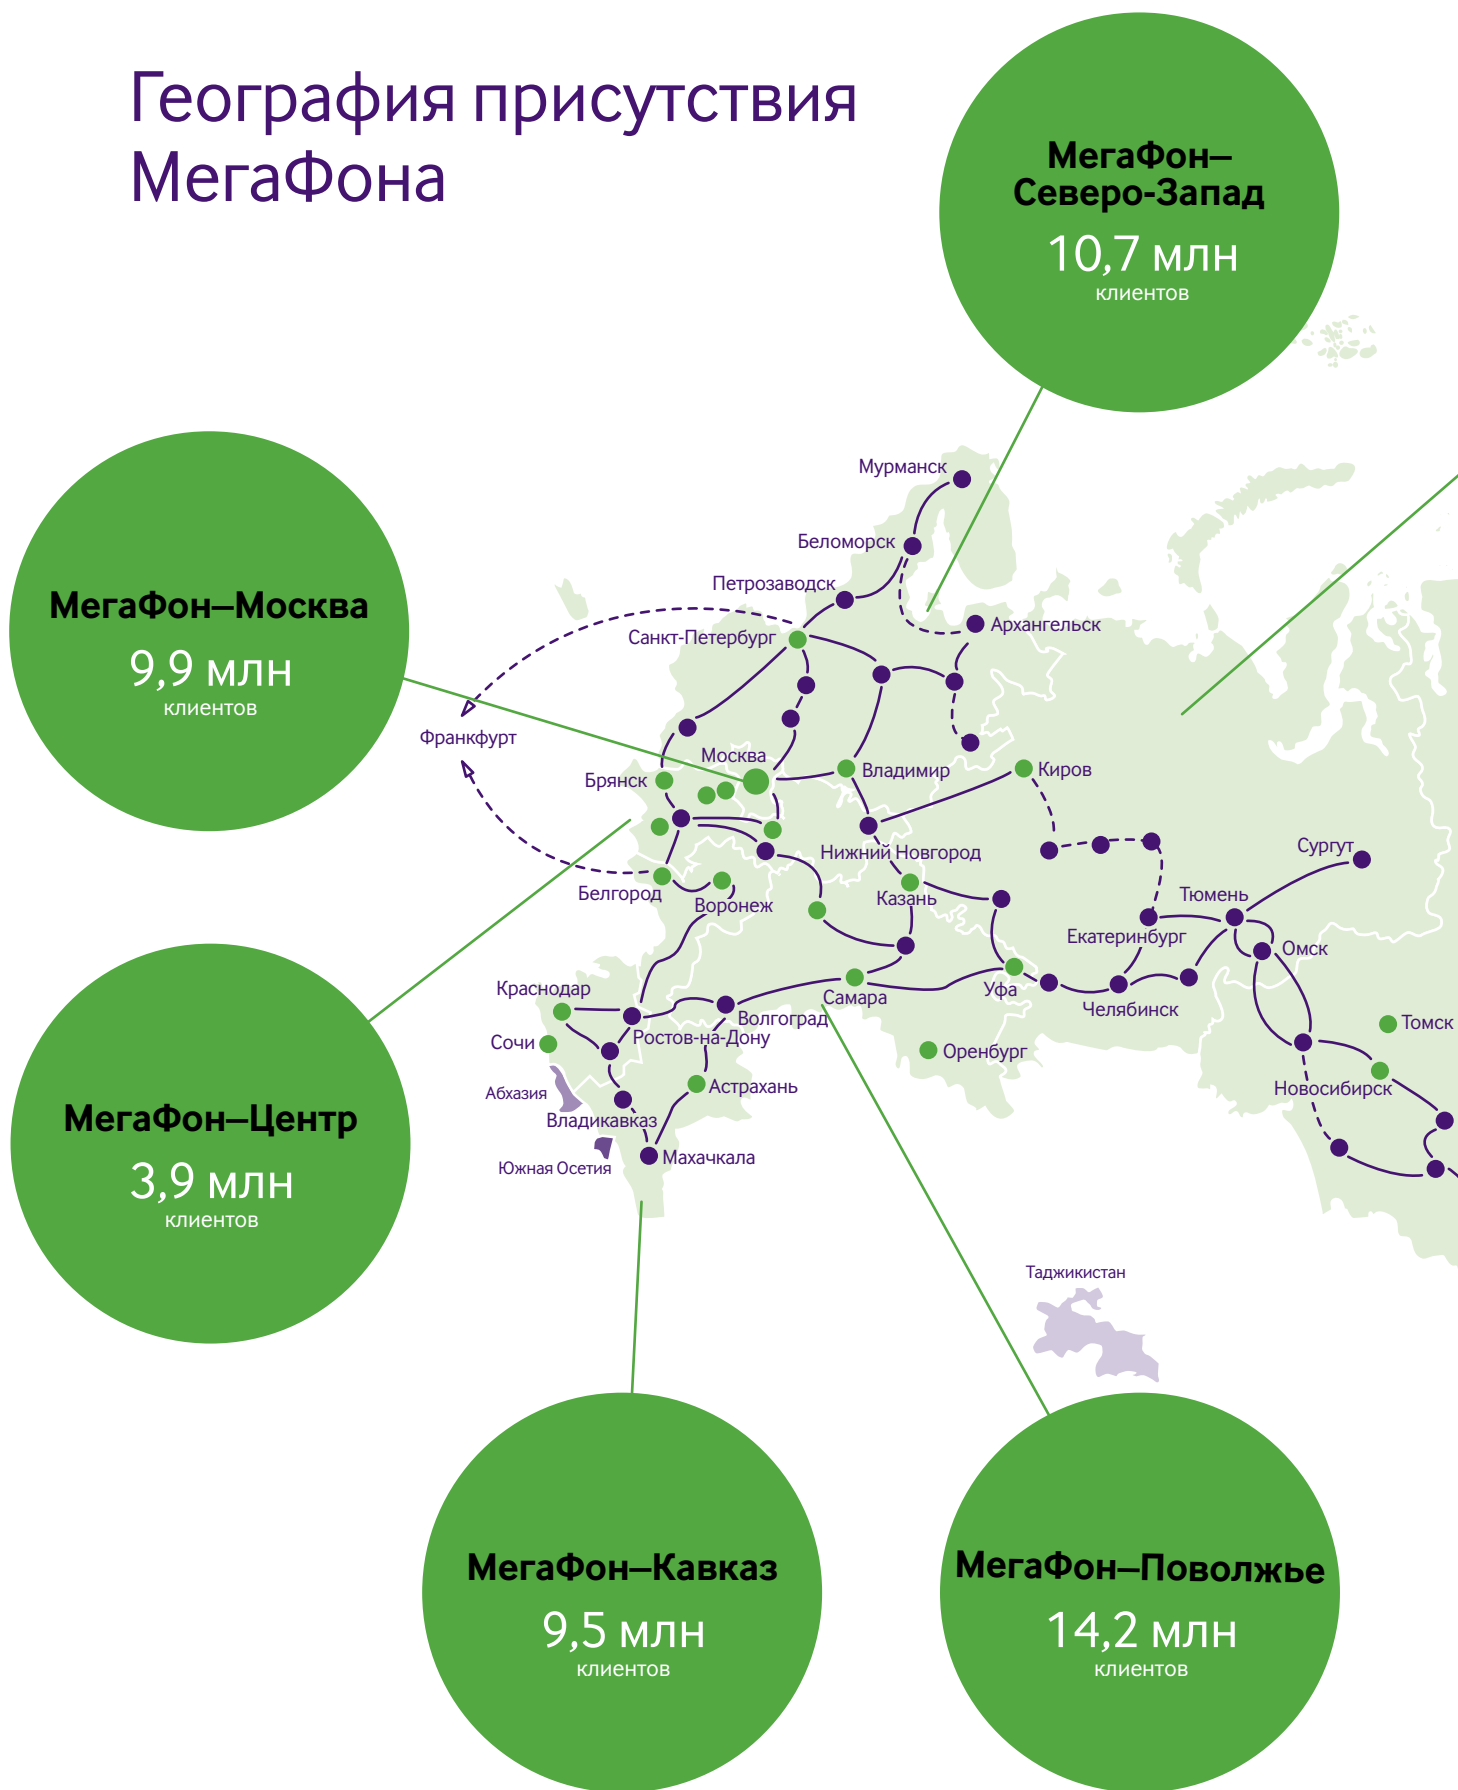 География присутствия
МегаФона
МегаФон–
Северо-Запад
10,7 млн
клиентов
МегаФон–Москва
9,9 млн
клиентов
Мурманск
Беломорск
Петрозаводск
Санкт-Петербург
Архангельск
Франкфурт
Москва
Брянск
Владимир
Киров
Нижний Новгород
Сургут
Белгород
Воронеж
Казань
Тюмень
Екатеринбург
Омск
Краснодар
Самара
Уфа
Челябинск
Волгоград
Томск
Сочи
Ростов-на-Дону
Оренбург
Абхазия
Астрахань
Новосибирск
Владикавказ
Южная Осетия
Махачкала
МегаФон–Центр
3,9 млн
клиентов
Таджикистан
МегаФон–Кавказ
9,5 млн
клиентов
МегаФон–Поволжье
14,2 млн
клиентов